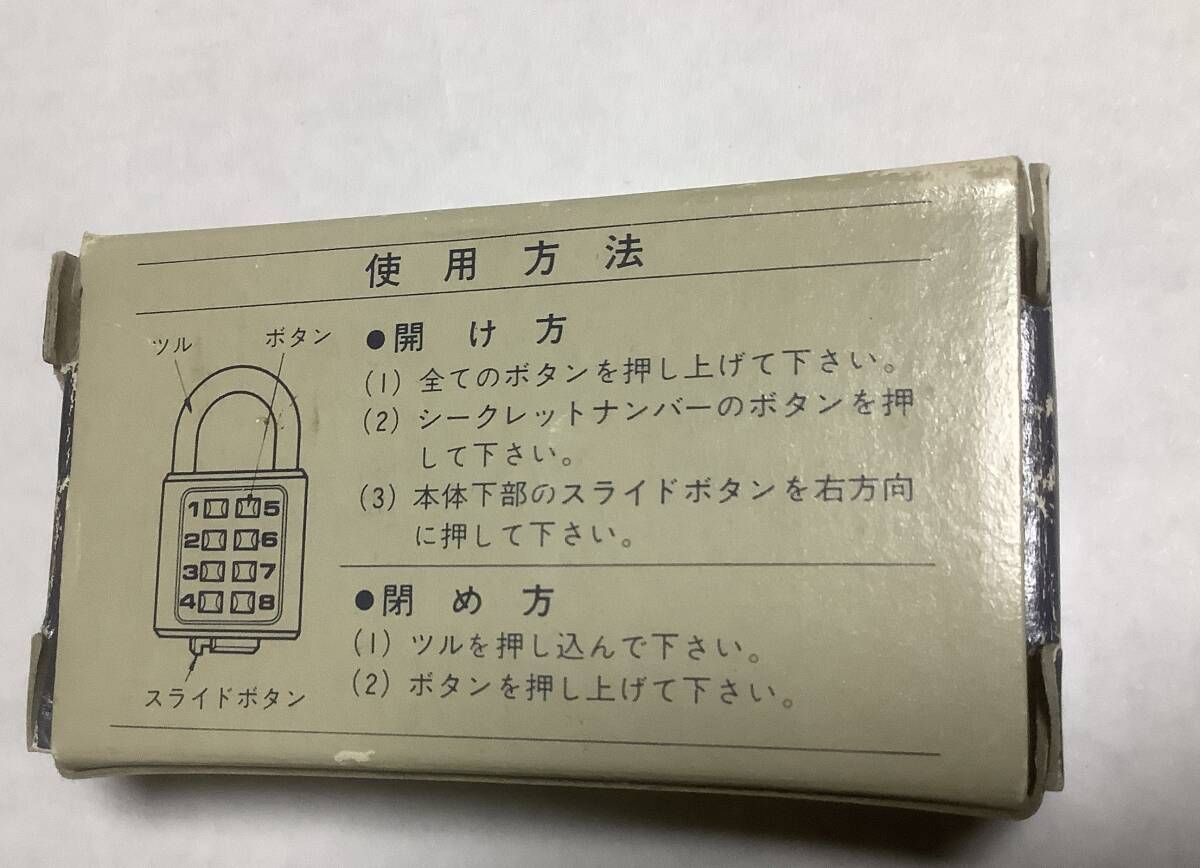 使用方法
ツル
ボタン
1 5
2 6
3 7
4 8
スライドボタン
●開け方
(1) 全てのボタンを押し上げて下さい。
(2) シークレットナンバーのボタンを押
して下さい。
(3) 本体下部のスライドボタンを右方向
に押して下さい。
●閉め方
(1) ツルを押し込んで下さい。
(2) ボタンを押し上げて下さい。